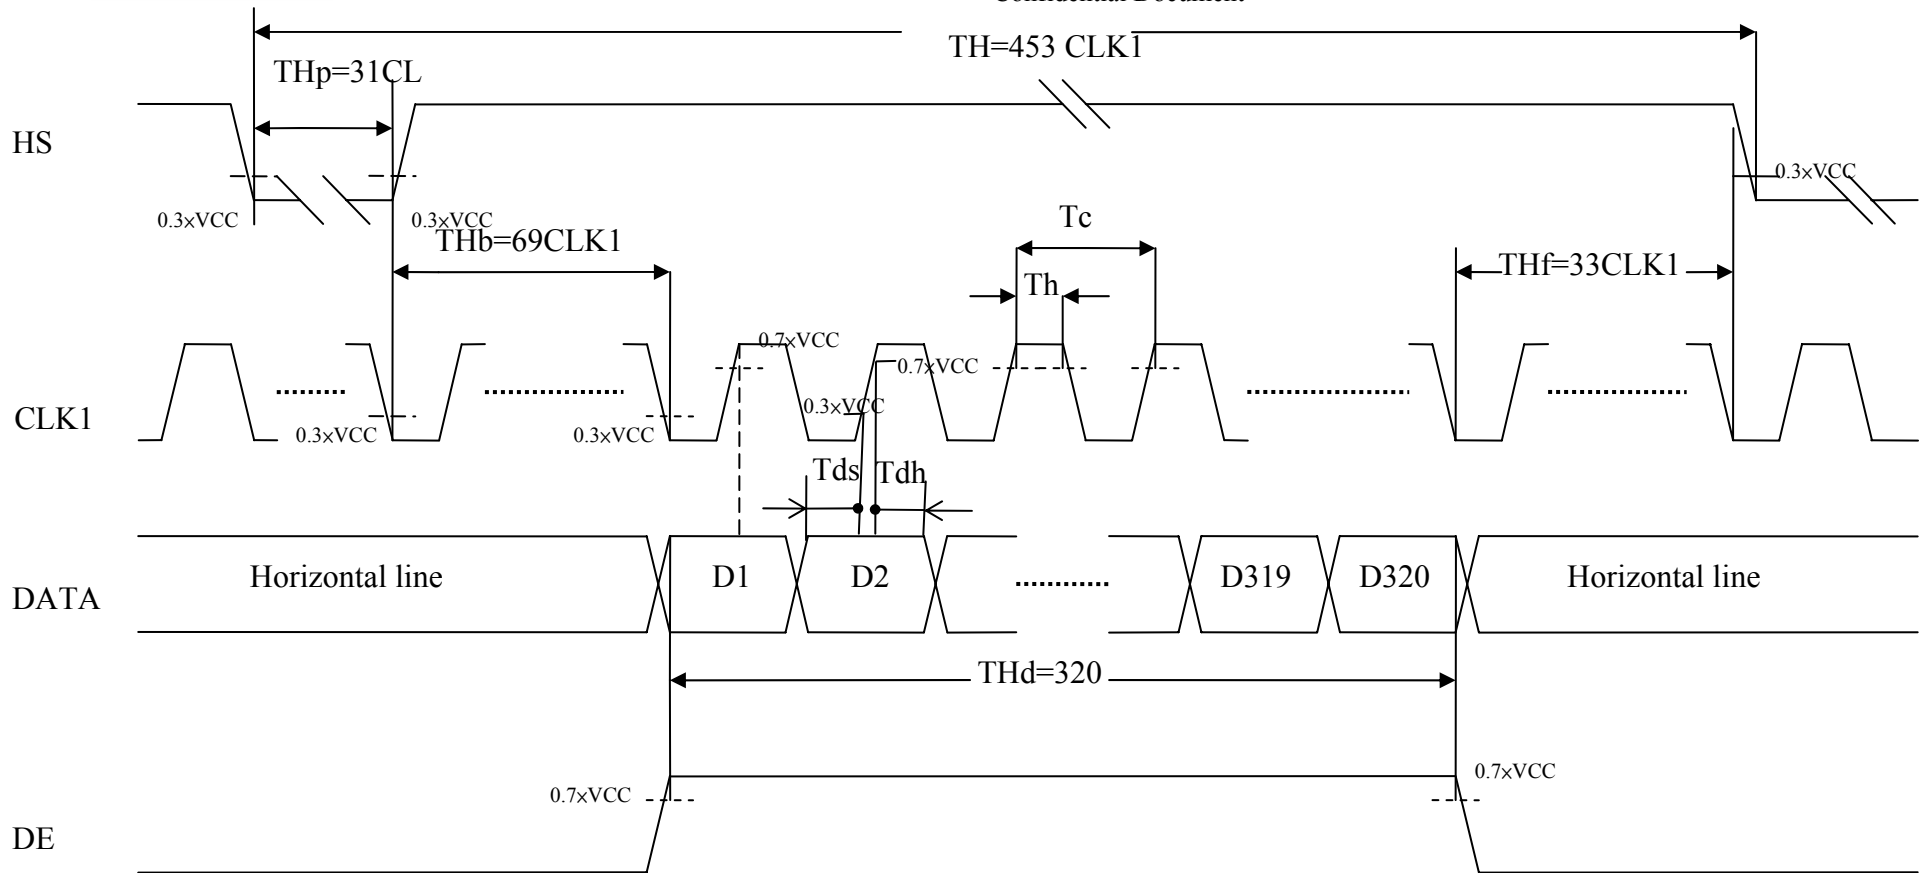 TH=453 CLK1
THp=31CL
HS
0.3×VCC
0.3×VCC
0.3×VCC
THb=69CLK1
Tc
Th
THf=33CLK1
0.7×VCC
0.7×VCC
0.3×VCC
CLK1
0.3×VCC
0.3×VCC
Tds
Tdh
DATA
Horizontal line
D1
D2
D319
D320
Horizontal line
THd=320
0.7×VCC
0.7×VCC
DE